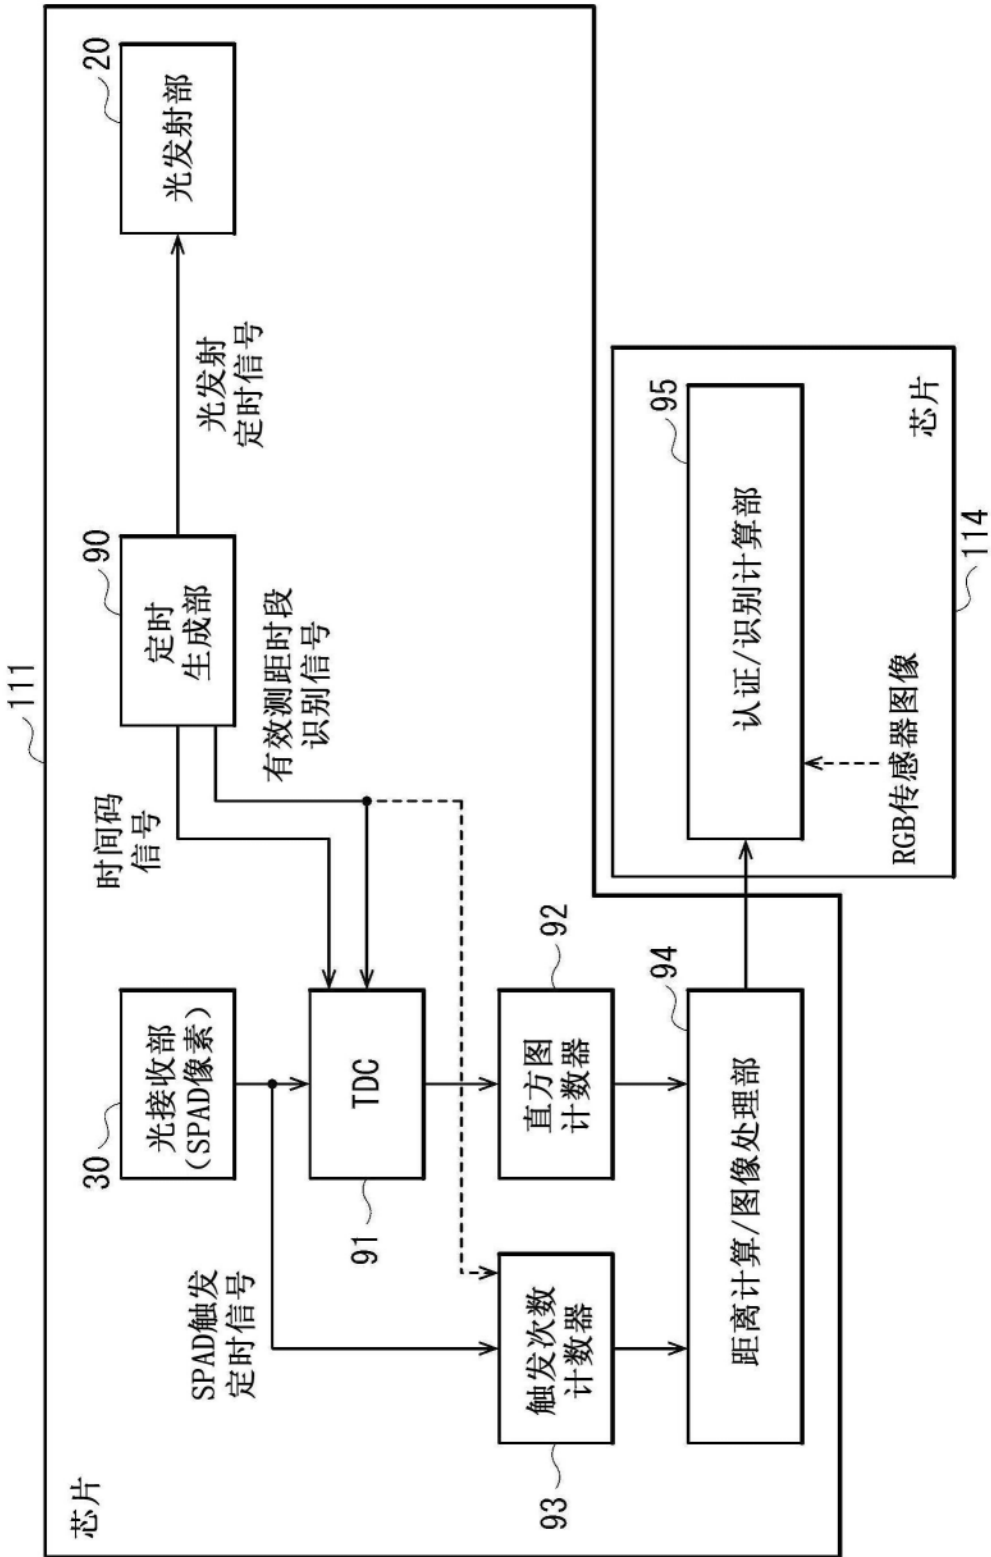 111
芯片
30
光接收部
(SPAD像素)
时间码
信号
90
定时
生成部
光发射
定时信号
20
光发射部
SPAD触发
定时信号
91
TDC
有效测距时段
识别信号
93
触发次数
计数器
92
直方图
计数器
94
距离计算/图像处理部
95
认证/识别计算部
RGB传感器图像
芯片
114